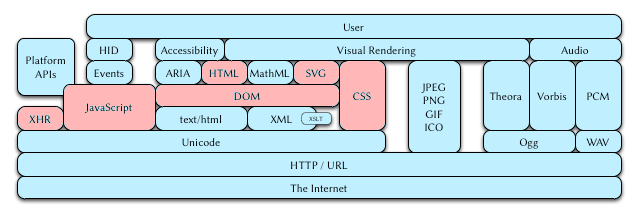 User
Platform
APIs
HID
Accessibility
Visual Rendering
Audio
Events
ARIA
HTML
MathML
SVG
CSS
JPEG
PNG
GIF
ICO
Theora
Vorbis
PCM
JavaScript
DOM
XHR
text/html
XML
XSLT
Unicode
Ogg
WAV
HTTP / URL
The Internet